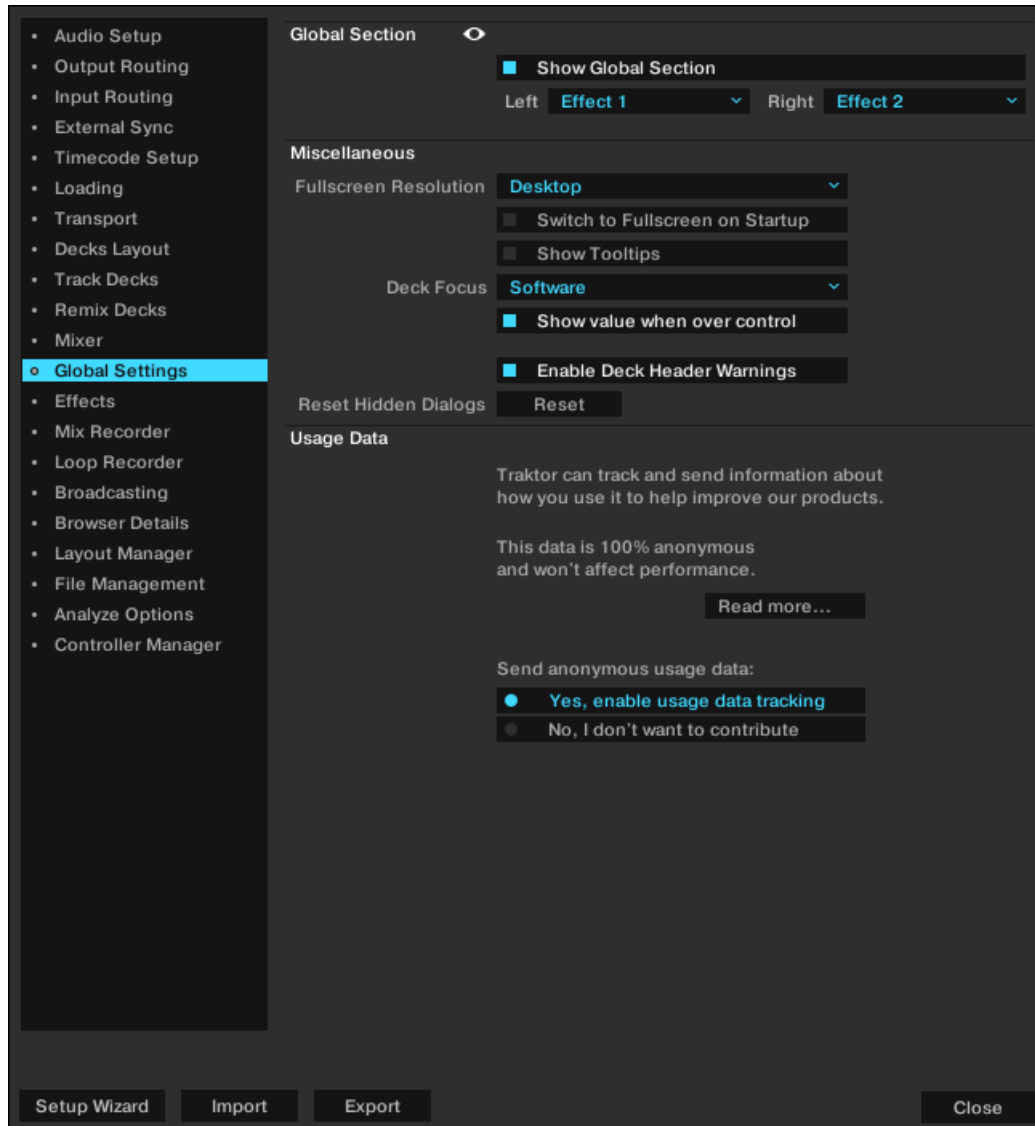 Audio Setup
Output Routing
Input Routing
External Sync
Timecode Setup
Loading
Transport
Decks Layout
Track Decks
Remix Decks
Mixer
Global Settings
Effects
Mix Recorder
Loop Recorder
Broadcasting
Browser Details
Layout Manager
File Management
Analyze Options
Controller Manager
Global Section
Show Global Section
Left Effect 1 Right Effect 2
Miscellaneous
Fullscreen Resolution Desktop
Switch to Fullscreen on Startup
Show Tooltips
Deck Focus Software
Show value when over control
Enable Deck Header Warnings
Reset Hidden Dialogs Reset
Usage Data
Traktor can track and send information about
how you use it to help improve our products.
This data is 100% anonymous
and won't affect performance.
Read more...
Send anonymous usage data:
Yes, enable usage data tracking
No, I don't want to contribute
Setup Wizard Import Export Close